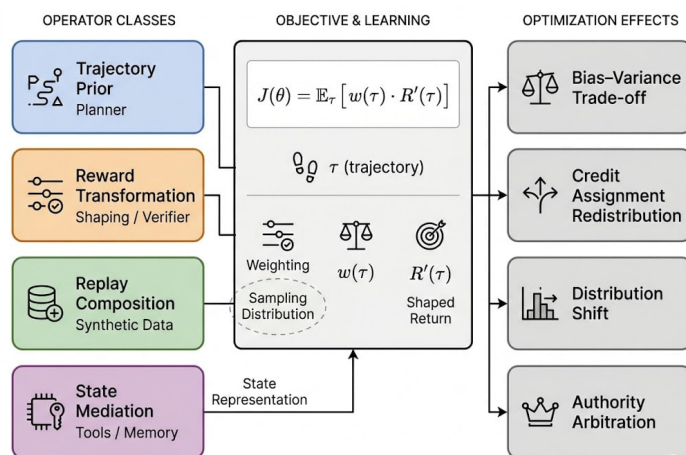 OPERATOR CLASSES
Trajectory
Prior
Planner
Reward
Transformation
Shaping / Verifier
Replay
Composition
Synthetic Data
State
Mediation
Tools / Memory
State
Representation
OBJECTIVE & LEARNING
J(θ) = 𝔼τ [w(τ) · R′(τ)]
τ (trajectory)
Weighting
Sampling
Distribution
w(τ)
R′(τ)
Shaped
Return
OPTIMIZATION EFFECTS
Bias–Variance
Trade-off
Credit
Assignment
Redistribution
Distribution
Shift
Authority
Arbitration